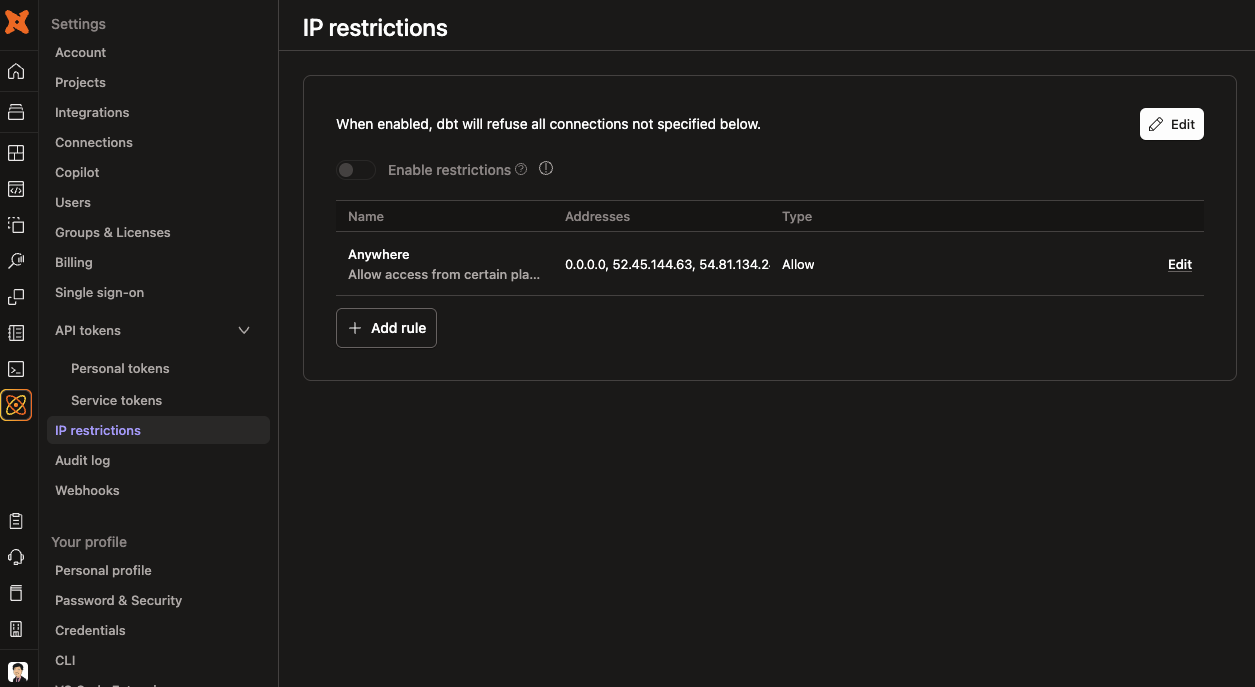 Settings
Account
Projects
Integrations
Connections
Copilot
Users
Groups & Licenses
Billing
Single sign-on
API tokens
Personal tokens
Service tokens
IP restrictions
Audit log
Webhooks
Your profile
Personal profile
Password & Security
Credentials
CLI
IP restrictions
When enabled, dbt will refuse all connections not specified below.
Edit
Enable restrictions
Name Addresses Type
Anywhere
Allow access from certain pla...
0.0.0.0, 52.45.144.63, 54.81.134.2
Allow
Edit
Add rule